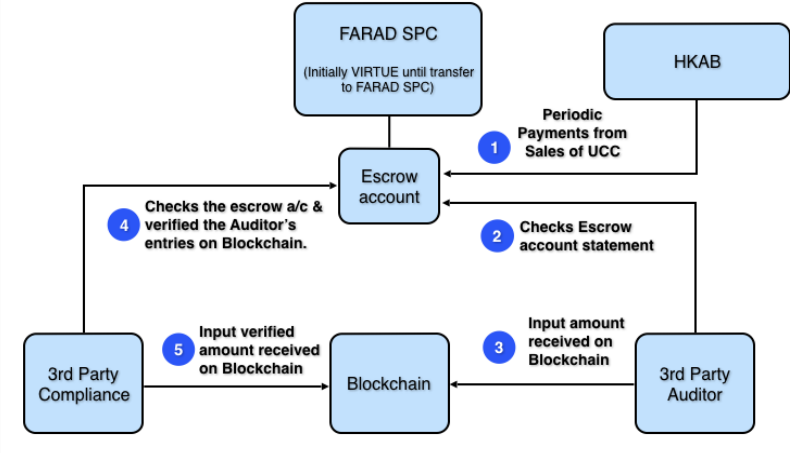 FARAD SPC
(Initially VIRTUE until transfer
to FARAD SPC)
HKAB
1
Periodic
Payments from
Sales of UCC
Escrow
account
4
Checks the escrow a/c &
verified the Auditor's
entries on Blockchain.
2
Checks Escrow
account statement
5
Input verified
amount received
on Blockchain
3
Input amount
received on
Blockchain
3rd Party
Compliance
Blockchain
3rd Party
Auditor